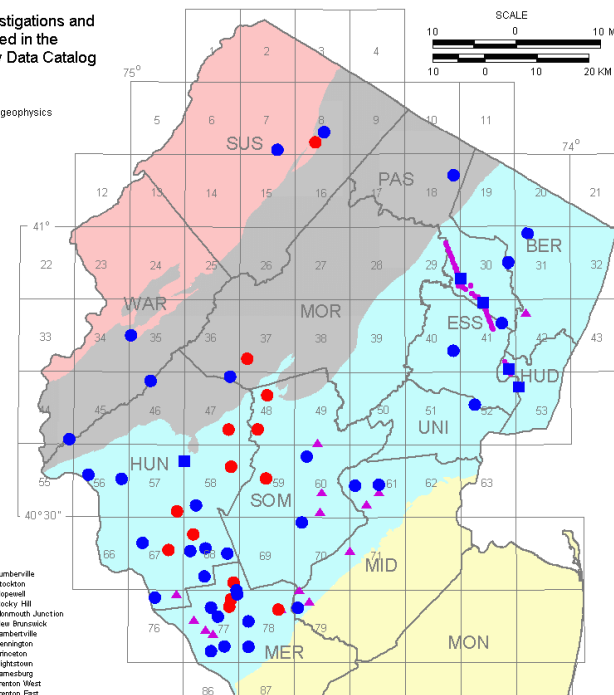 stigations and
ed in the
y Data Catalog
geophysics
SCALE
10 0 10 M
10 0 10 20 KM
75°
74°
41°
40°30'
2 3 4
5 6 7 8 9 10 11
SUS
12 13 14 15 16 17 18 19 20 21
PAS
BER
22 23 24 25 26 27 28 29 30 31 32
WAR
MOR
ESS
33 34 35 36 37 38 39 40 41 42 43
HUD
44 45 46 47 48 49 50 51 52 53
UNI
HUN
55 56 57 59 60 61 62 63
SOM
66 67 68 69 70 71
MID
76 77 79
MER
MON
86 87
umberville
tockton
opewell
ocky Hill
onmouth Junction
ew Brunswick
ambertville
ennington
rinceton
ightstown
amesburg
renton West
renton East